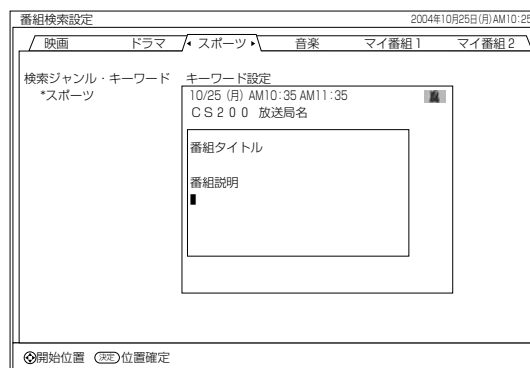 番組検索設定 2004年10月25日(月)AM10:25
映画 ドラマ スポーツ 音楽 マイ番組1 マイ番組2
検索ジャンル・キーワード キーワード設定
*スポーツ
10/25 (月) AM10:35 AM11:35
CS200 放送局名
番組タイトル
番組説明
開始位置 決定 位置確定